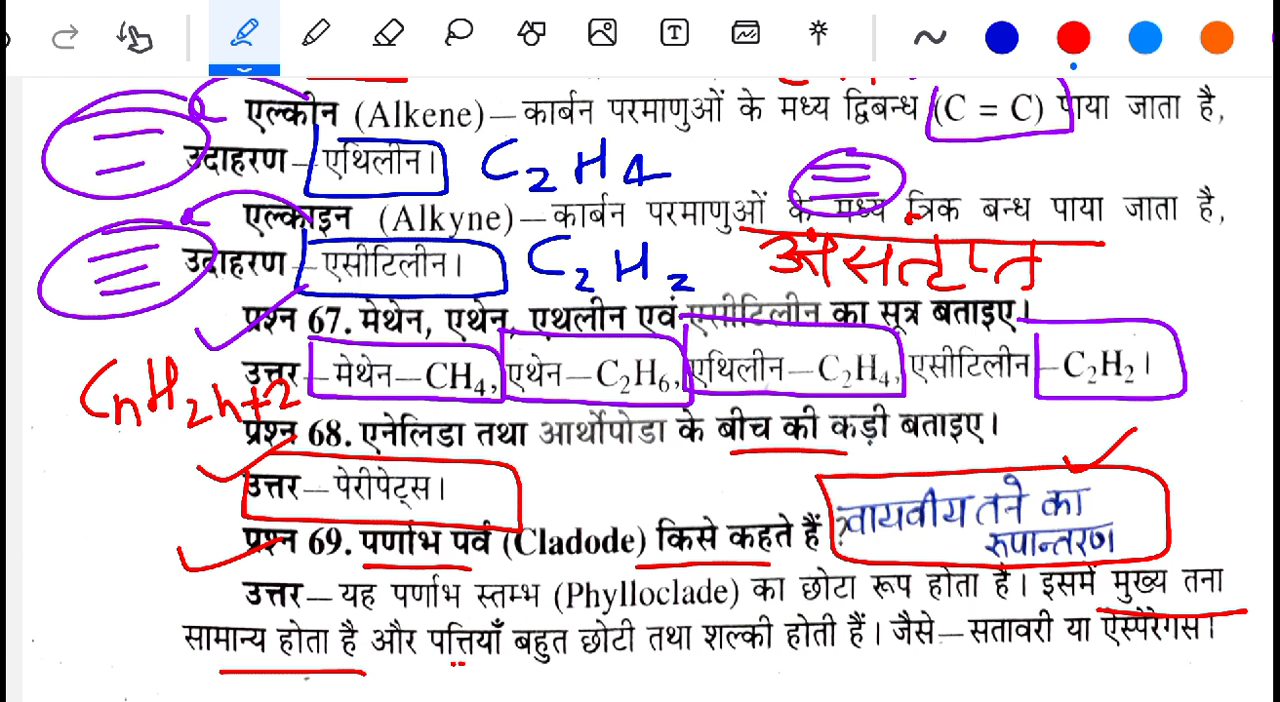 एल्कीन (Alkene)—कार्बन परमाणुओं के मध्य द्विबन्ध (C = C) पाया जाता है,
उदाहरण—एथिलीन। C2H4
एल्काइन (Alkyne)—कार्बन परमाणुओं के मध्य त्रिक बन्ध पाया जाता है,
उदाहरण—एसीटिलीन। C2H2 असंतृप्त
प्रश्न 67. मेथेन, एथेन, एथलीन एवं एसीटिलीन का सूत्र बताइए।
उत्तर—मेथेन—CH4, एथेन—C2H6, एथिलीन—C2H4, एसीटिलीन—C2H2।
CnH2n+2
प्रश्न 68. एनेलिडा तथा आर्थोपोडा के बीच की कड़ी बताइए।
उत्तर—पेरीपेट्स।
वायवीय तने का
रूपान्तरण
प्रश्न 69. पर्णाभ पर्व (Cladode) किसे कहते हैं ?
उत्तर—यह पर्णाभ स्तम्भ (Phylloclade) का छोटा रूप होता है। इसमें मुख्य तना
सामान्य होता है और पत्तियाँ बहुत छोटी तथा शल्की होती हैं। जैसे—सतावरी या ऐस्पेरेगस।